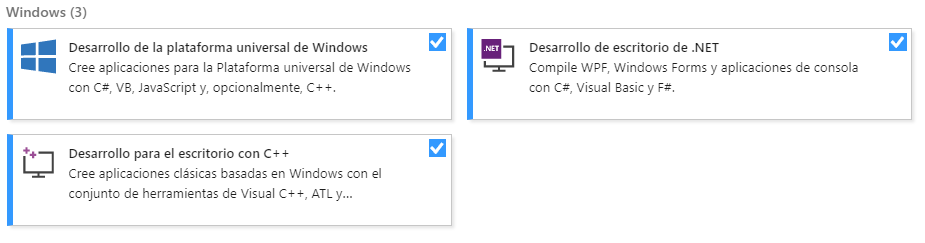 Windows (3)
Desarrollo de la plataforma universal de Windows
Cree aplicaciones para la Plataforma universal de Windows
con C#, VB, JavaScript y, opcionalmente, C++.
.NET
Desarrollo de escritorio de .NET
Compile WPF, Windows Forms y aplicaciones de consola
con C#, Visual Basic y F#.
Desarrollo para el escritorio con C++
Cree aplicaciones clásicas basadas en Windows con el
conjunto de herramientas de Visual C++, ATL y...